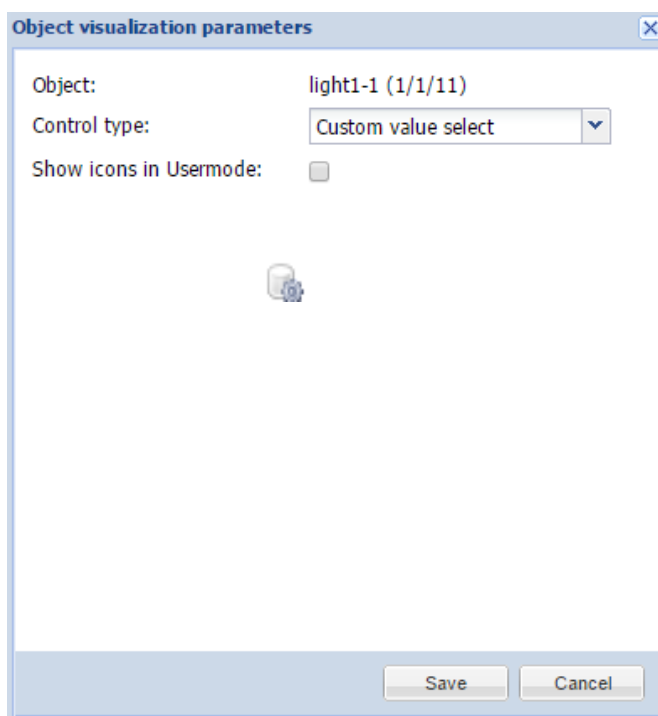 Object visualization parameters
Object: light1-1 (1/1/11)
Control type: Custom value select
Show icons in Usermode:
Save Cancel